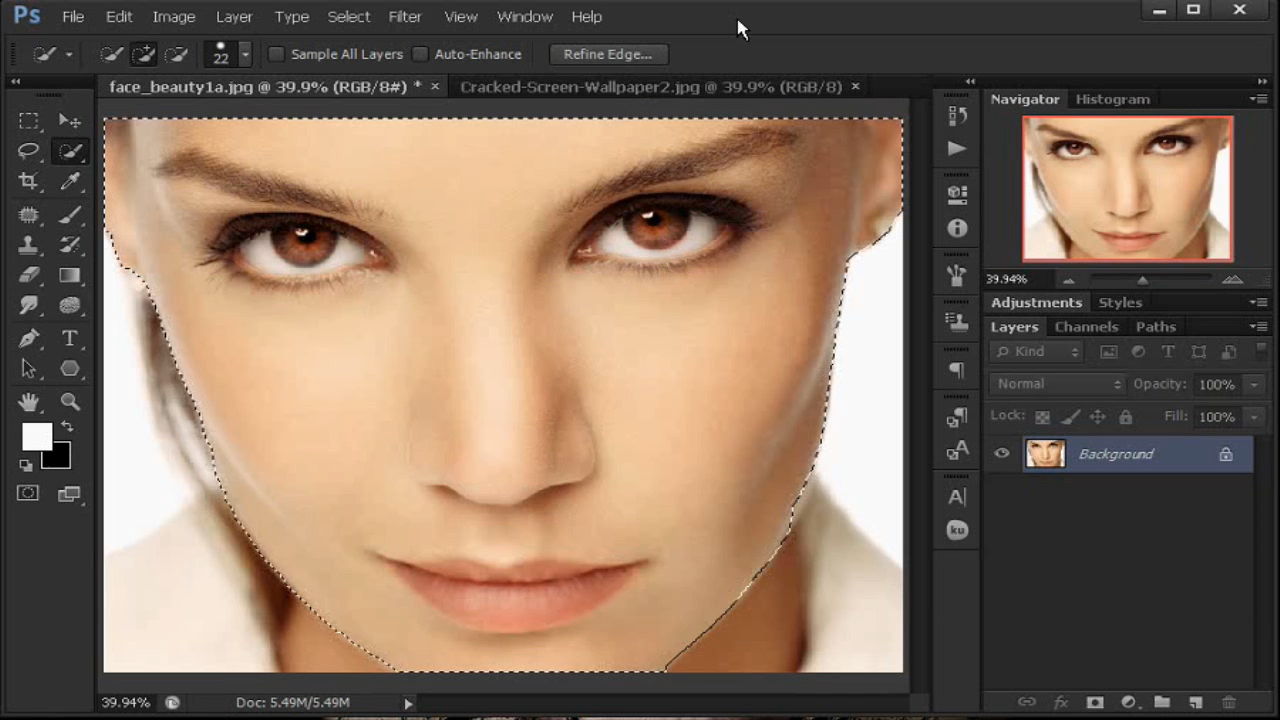 Ps File Edit Image Layer Type Select Filter View Window Help
22 Sample All Layers Auto-Enhance Refine Edge...
face_beauty1a.jpg @ 39.9% (RGB/8#) * × Cracked-Screen-Wallpaper2.jpg @ 39.9% (RGB/8) ×
Navigator Histogram
39.94%
Adjustments Styles
Layers Channels Paths
Kind
Normal Opacity: 100%
Lock: Fill: 100%
Background
T
A
A|
ku
39.94% Doc: 5.49M/5.49M